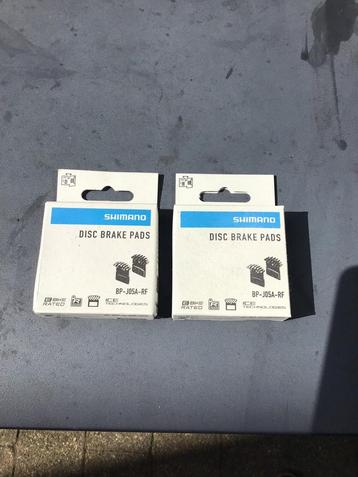 SHIMANO
DISC BRAKE PADS
BP-J05A-RF
E-BIKE
RATED
ICE
TECHNOLOGIES
SHIMANO
DISC BRAKE PADS
BP-J05A-RF
E-BIKE
RATED
ICE
TECHNOLOGIES